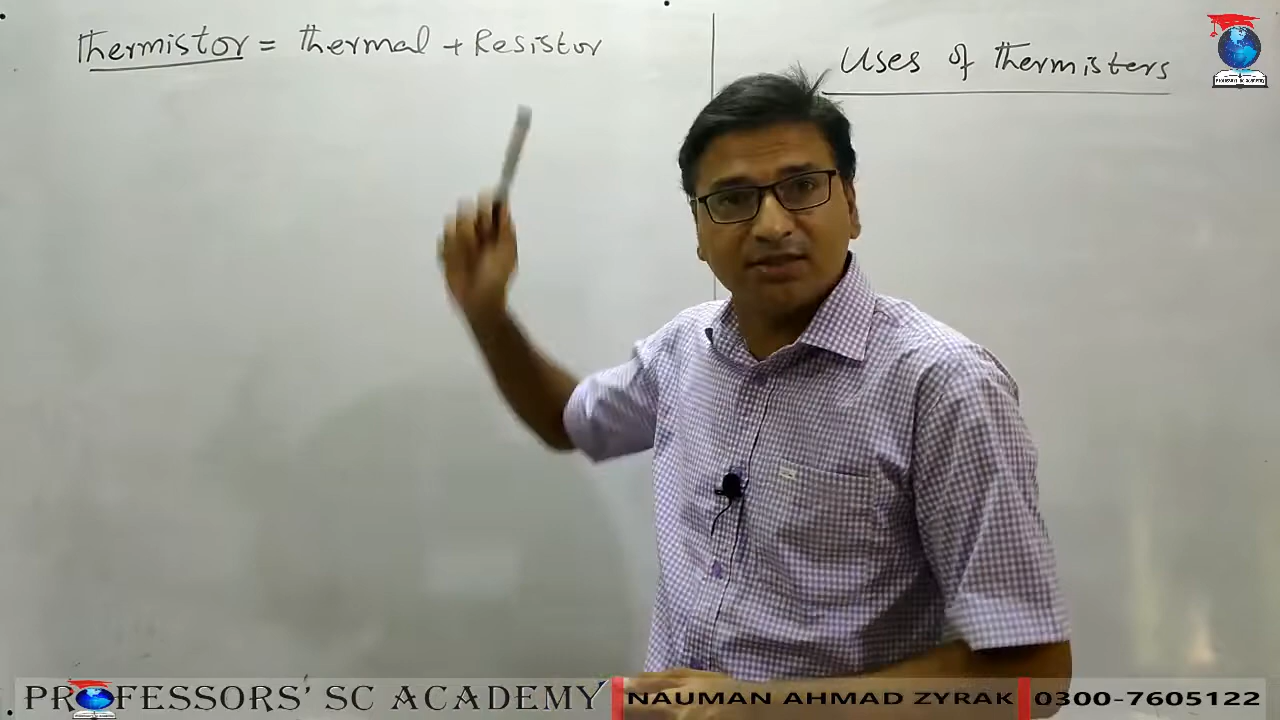 Thermistor = thermal + Resistor
Uses of Thermisters
PROFESSORS' SC ACADEMY
NAUMAN AHMAD ZYRAK
0300-7605122